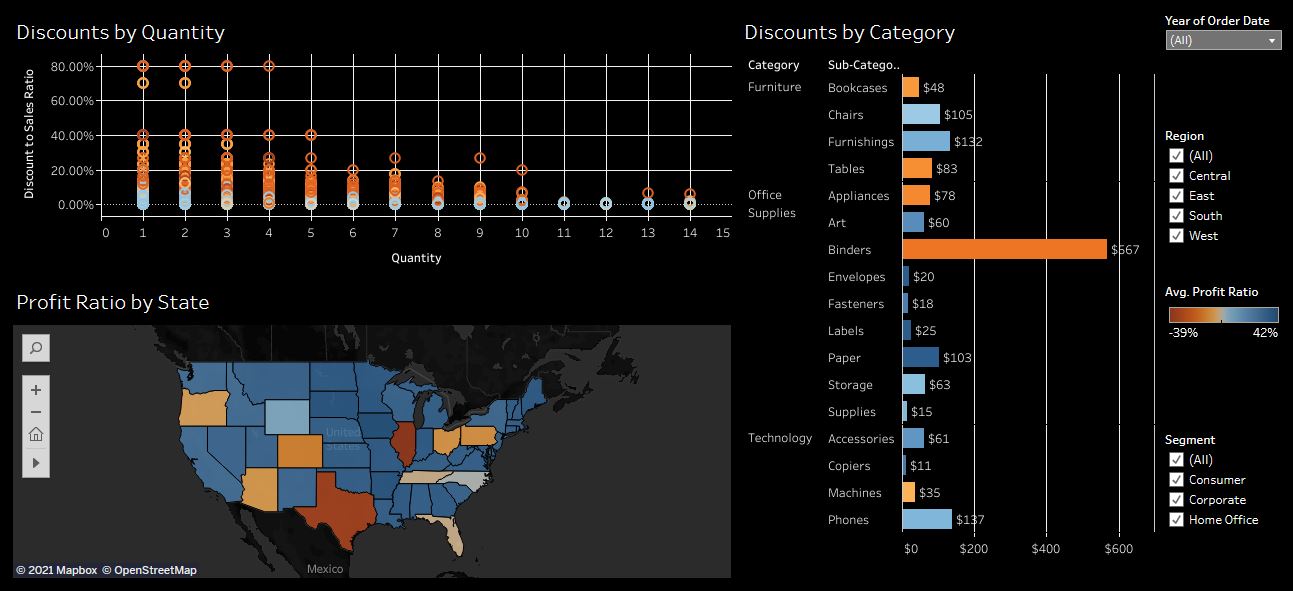 Discounts by Quantity
Discount to Sales Ratio
80.00%
60.00%
40.00%
20.00%
0.00%
0 1 2 3 4 5 6 7 8 9 10 11 12 13 14 15
Quantity
Profit Ratio by State
United
States
Mexico
© 2021 Mapbox © OpenStreetMap
Discounts by Category
Category Sub-Catego..
Furniture Bookcases $48
Chairs $105
Furnishings $132
Tables $83
Office
Supplies
Appliances $78
Art $60
Binders $567
Envelopes $20
Fasteners $18
Labels $25
Paper $103
Storage $63
Supplies $15
Technology Accessories $61
Copiers $11
Machines $35
Phones $137
$0 $200 $400 $600
Year of Order Date
(All)
Region
(All)
Central
East
South
West
Avg. Profit Ratio
-39% 42%
Segment
(All)
Consumer
Corporate
Home Office